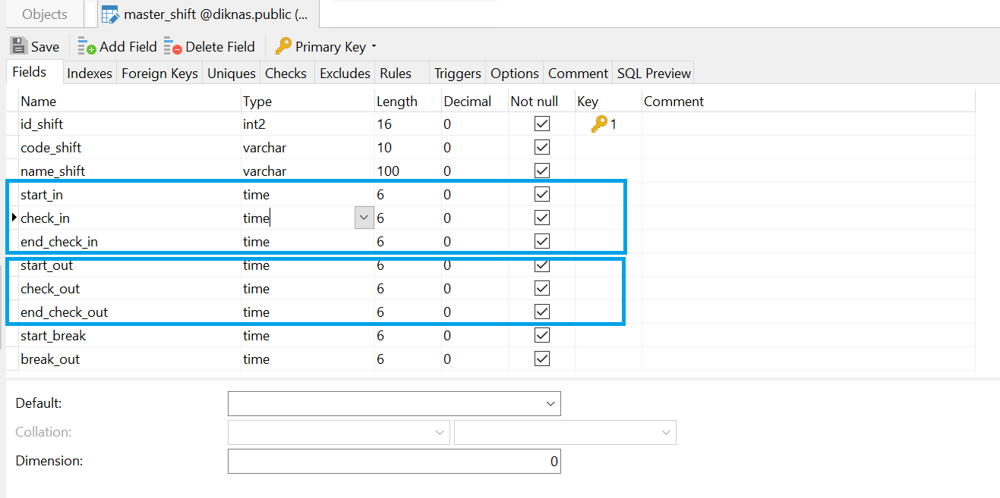 Objects master_shift @diknas.public (...
Save Add Field Delete Field Primary Key
Fields Indexes Foreign Keys Uniques Checks Excludes Rules Triggers Options Comment SQL Preview
Name Type Length Decimal Not null Key Comment
id_shift int2 16 0 1
code_shift varchar 10 0
name_shift varchar 100 0
start_in time 6 0
check_in time 6 0
end_check_in time 6 0
start_out time 6 0
check_out time 6 0
end_check_out time 6 0
start_break time 6 0
break_out time 6 0
Default:
Collation:
Dimension: 0